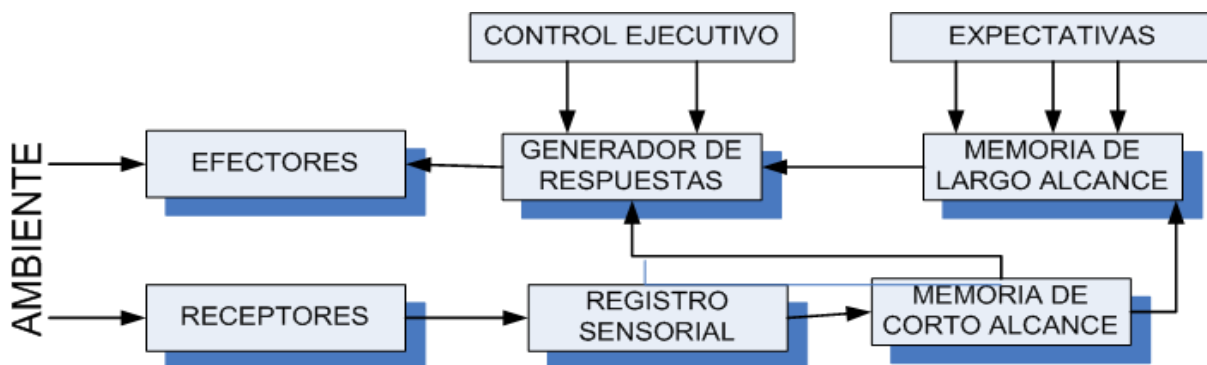 CONTROL EJECUTIVO
EXPECTATIVAS
AMBIENTE
EFECTORES
GENERADOR DE
RESPUESTAS
MEMORIA DE
LARGO ALCANCE
RECEPTORES
REGISTRO
SENSORIAL
MEMORIA DE
CORTO ALCANCE